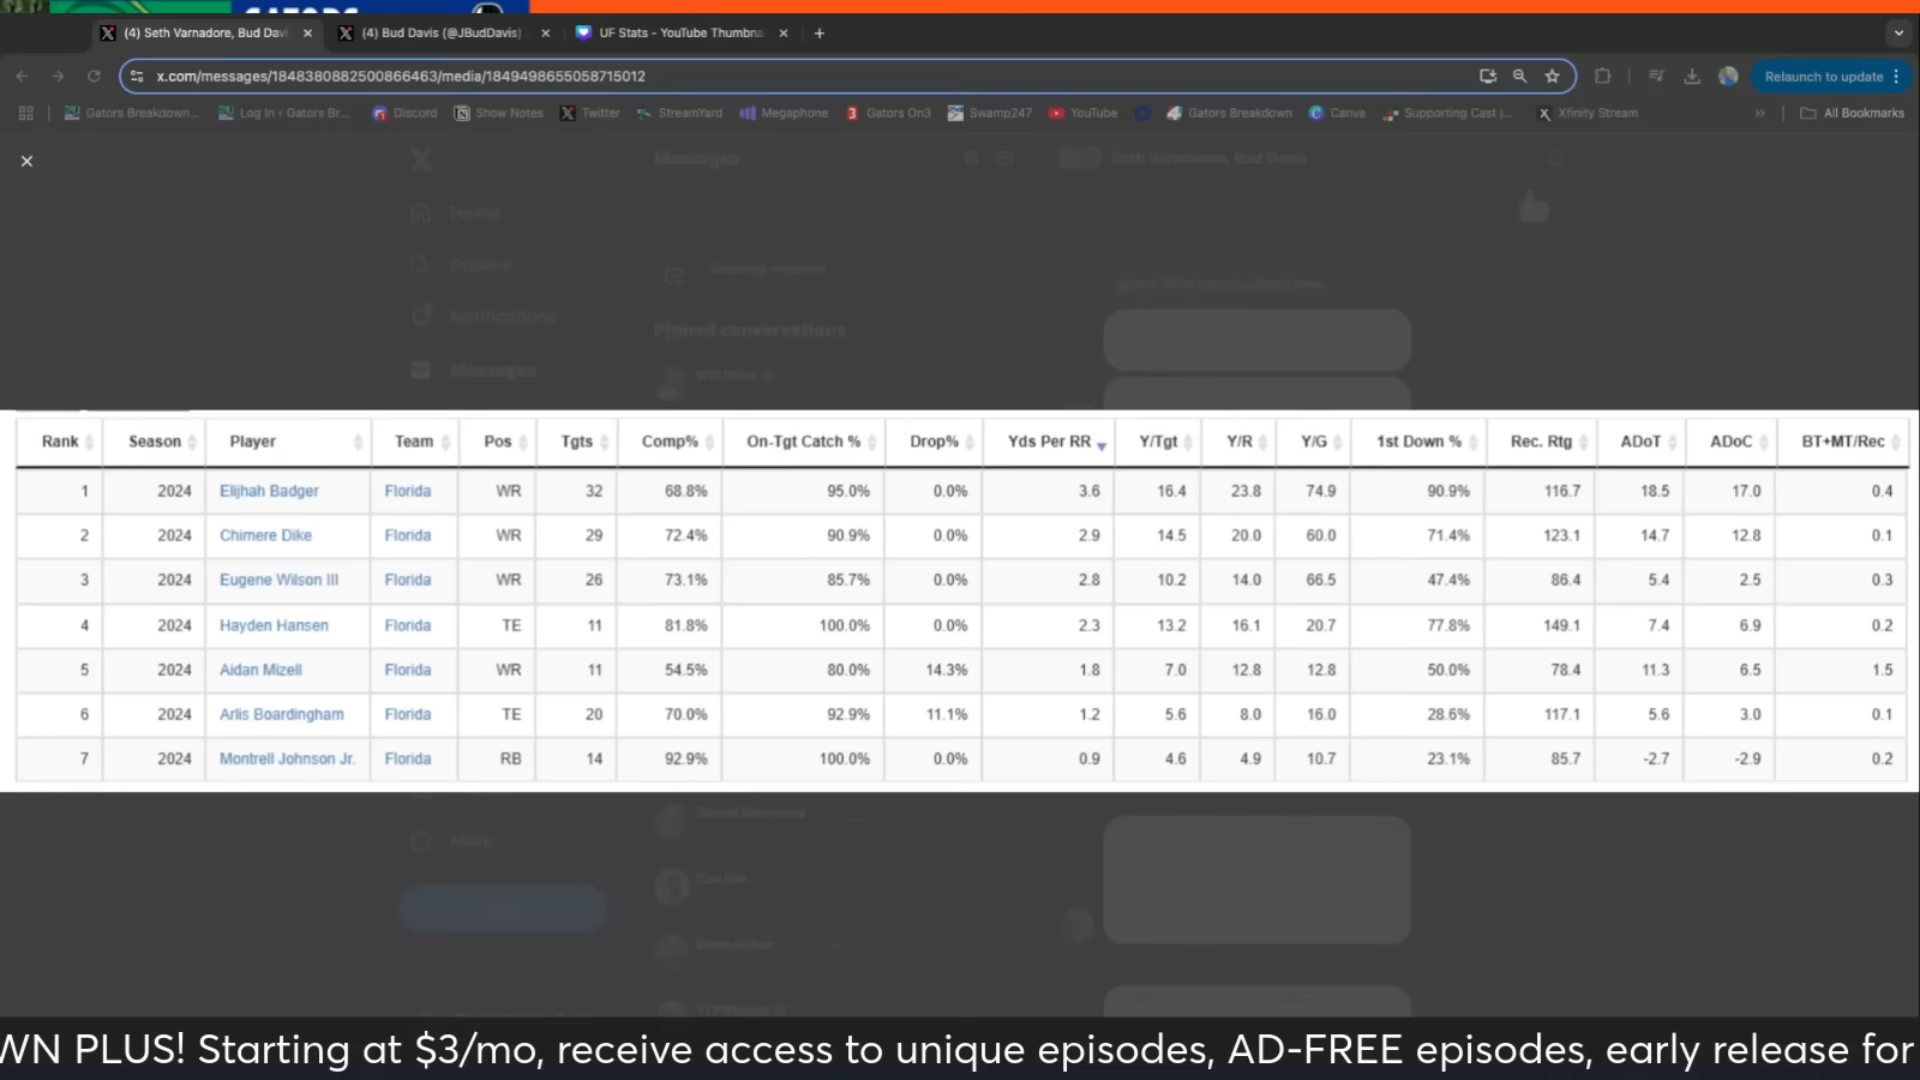 GATORS
(4) Seth Varnadore, Bud Davi
(4) Bud Davis (@JBudDavis)
UF Stats - YouTube Thumbna
x.com/messages/1848380882500866463/media/1849498655058715012
Relaunch to update
Gators Breakdown...
Log In ‹ Gators Br...
Discord
Show Notes
Twitter
StreamYard
Megaphone
Gators On3
Swamp247
YouTube
Gators Breakdown
Canva
Supporting Cast |...
Xfinity Stream
All Bookmarks
Messages
Seth Varnadore, Bud Davis
Home
Explore
Message requests
Notifications
Pinned conversations
Messages
Rank Season Player Team Pos Tgts Comp% On-Tgt Catch % Drop% Yds Per RR Y/Tgt Y/R Y/G 1st Down % Rec. Rtg ADoT ADoC BT+MT/Rec
1 2024 Elijhah Badger Florida WR 32 68.8% 95.0% 0.0% 3.6 16.4 23.8 74.9 90.9% 116.7 18.5 17.0 0.4
2 2024 Chimere Dike Florida WR 29 72.4% 90.9% 0.0% 2.9 14.5 20.0 60.0 71.4% 123.1 14.7 12.8 0.1
3 2024 Eugene Wilson III Florida WR 26 73.1% 85.7% 0.0% 2.8 10.2 14.0 66.5 47.4% 86.4 5.4 2.5 0.3
4 2024 Hayden Hansen Florida TE 11 81.8% 100.0% 0.0% 2.3 13.2 16.1 20.7 77.8% 149.1 7.4 6.9 0.2
5 2024 Aidan Mizell Florida WR 11 54.5% 80.0% 14.3% 1.8 7.0 12.8 12.8 50.0% 78.4 11.3 6.5 1.5
6 2024 Arlis Boardingham Florida TE 20 70.0% 92.9% 11.1% 1.2 5.6 8.0 16.0 28.6% 117.1 5.6 3.0 0.1
7 2024 Montrell Johnson Jr. Florida RB 14 92.9% 100.0% 0.0% 0.9 4.6 4.9 10.7 23.1% 85.7 -2.7 -2.9 0.2
More
WN PLUS! Starting at $3/mo, receive access to unique episodes, AD-FREE episodes, early release for